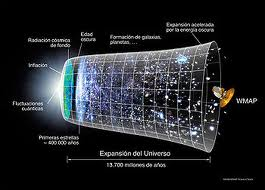 Radiación cósmica
de fondo
Edad
oscura
Formación de galaxias,
planetas, ...
Expansión acelerada
por la energía oscura
Inflación
WMAP
Fluctuaciones
cuánticas
Primeras estrellas
~ 400 000 años
Expansión del Universo
13.700 millones de años